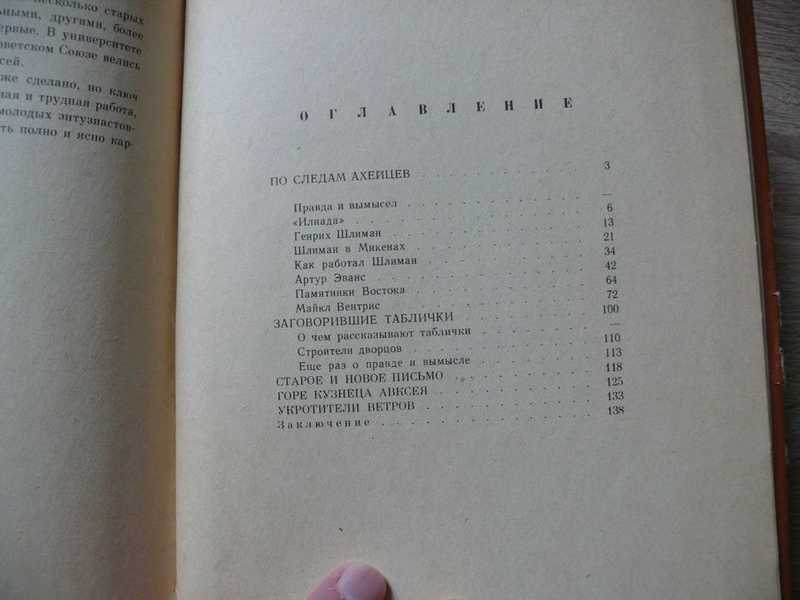 несколько старых
ьными, другими, более
ервые. В университете
оветском Союзе велись
сей.
же сделано, но ключ
ная и трудная работа,
молодых энтузиастов-
ть полно и ясно кар-
ОГЛАВЛЕНИЕ
ПО СЛЕДАМ АХЕЙЦЕВ 3
Правда и вымысел —
«Илиада» 6
Генрих Шлиман 13
Шлиман в Микенах 21
Как работал Шлиман 34
Артур Эванс 42
Памятники Востока 64
Майкл Вентрис 72
ЗАГОВОРИВШИЕ ТАБЛИЧКИ 100
О чем рассказывают таблички —
Строители дворцов 110
Еще раз о правде и вымысле 113
СТАРОЕ И НОВОЕ ПИСЬМО 118
ГОРЕ КУЗНЕЦА АВКСЕЯ 125
УКРОТИТЕЛИ ВЕТРОВ 133
Заключение 138